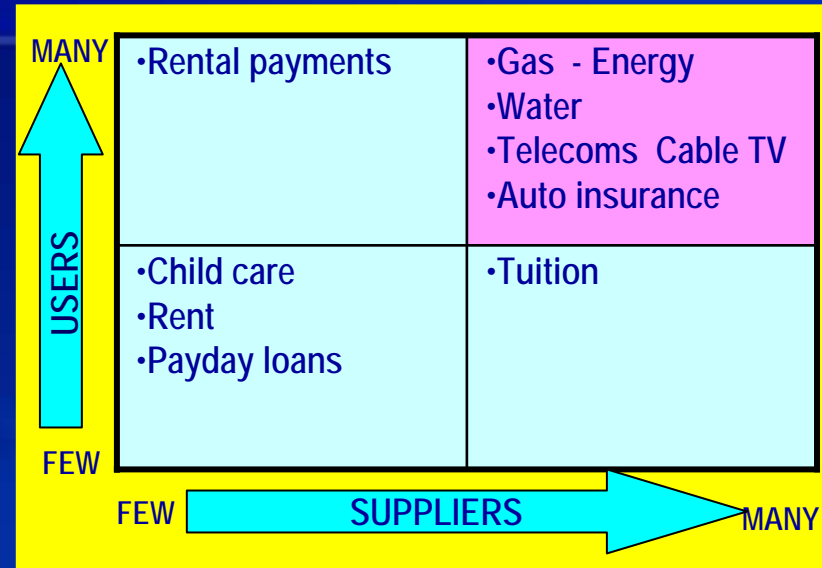 MANY
•Rental payments
•Gas - Energy
•Water
•Telecoms Cable TV
•Auto insurance
USERS
•Child care
•Rent
•Payday loans
•Tuition
FEW
FEW
SUPPLIERS
MANY